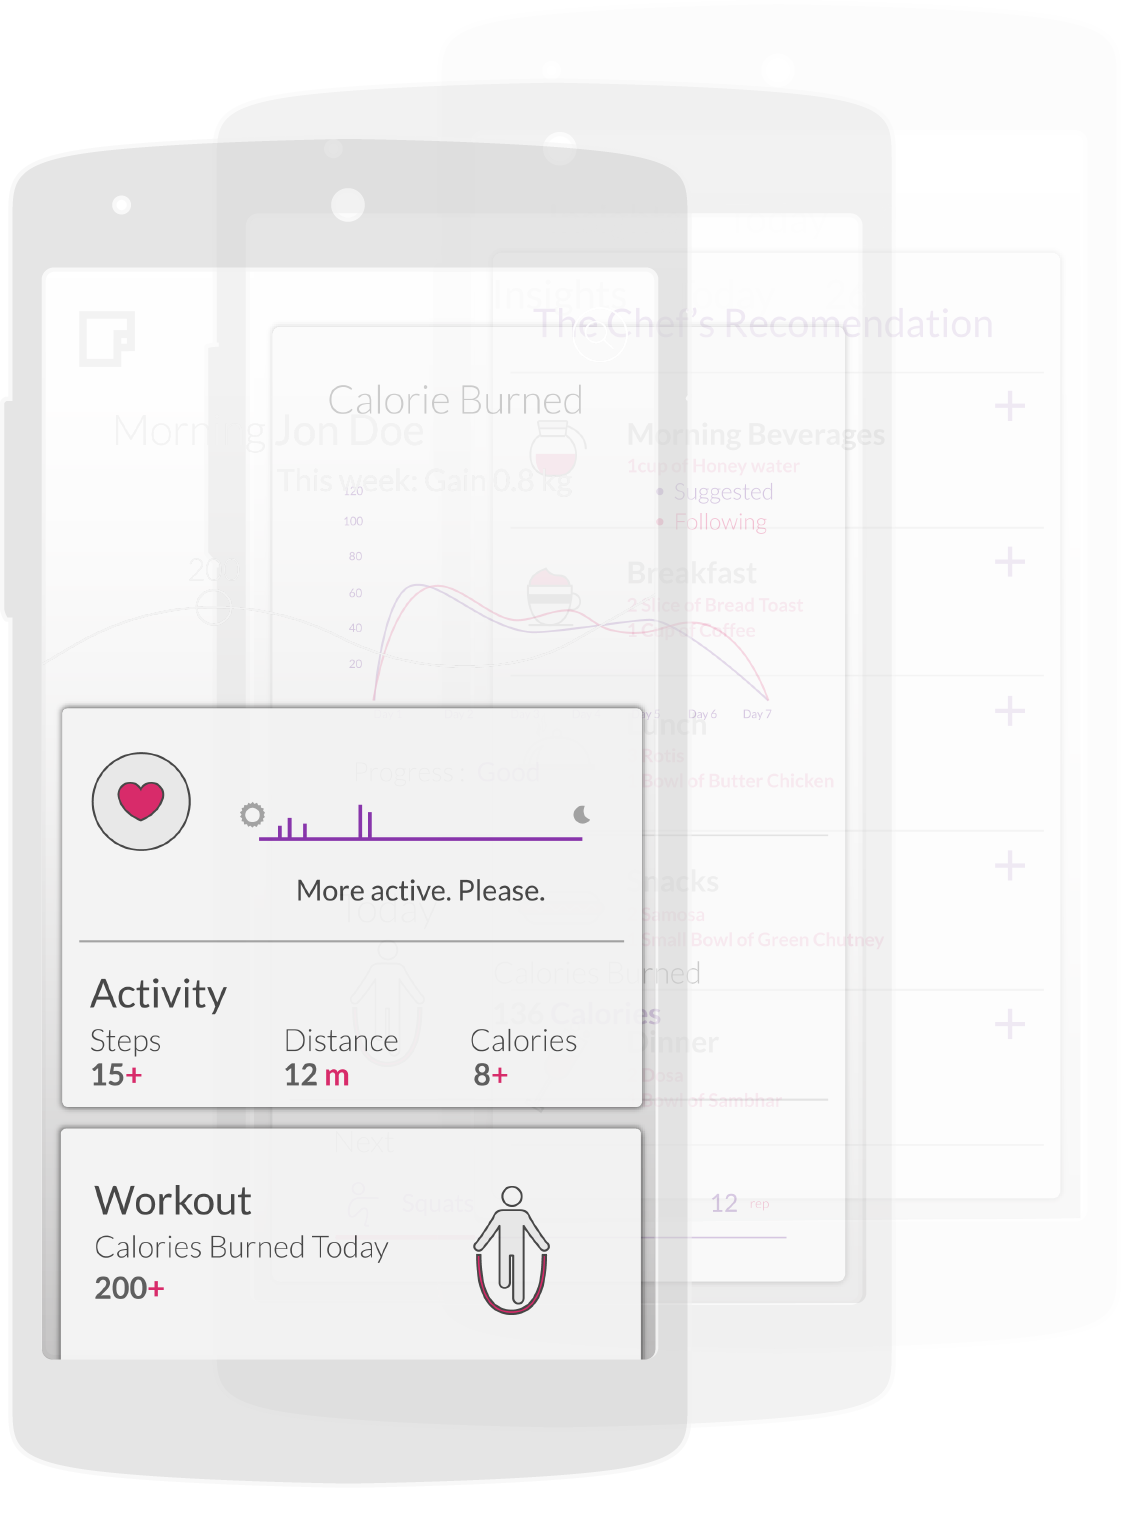 Insights
The Chef's Recomendation
Calorie Burned
Morning Jon Doe
This week: Gain 0.8 kg
Morning Beverages
1cup of Honey water
Suggested
Following
120
100
80
60
40
20
Breakfast
2 Slice of Bread Toast
1 Cup of Coffee
Day 6
Day 7
Rotis
Bowl of Butter Chicken
Progress : Good
More active. Please.
Today
Samosa
Small Bowl of Green Chutney
Calories Burned
136 Calories
Activity
Steps
Distance
Calories
15+
12 m
8+
Dosa
Bowl of Sambhar
Next
Squats
12 rep
Workout
Calories Burned Today
200+